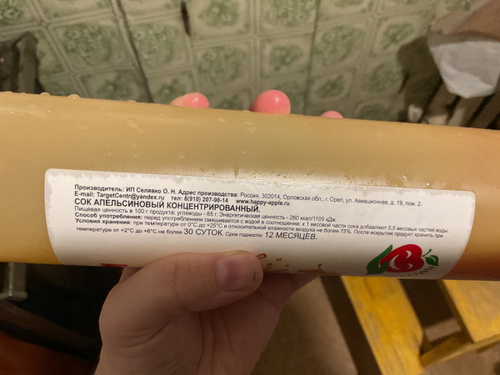 Производитель: ИП Селявко О. Н. Адрес производства: Россия, 302014, Орловская обл., г. Орел, ул. Авиационная, д. 19, пом. 2.
E-mail: TargetCentr@yandex.ru тел: 8(910) 207-98-14 www.happy-apple.ru
СОК АПЕЛЬСИНОВЫЙ КОНЦЕНТРИРОВАННЫЙ.
Пищевая ценность в 100 г продукта: углеводы - 65 г. Энергетическая ценность - 260 ккал/1105 кДж.
Способ употребления: перед употреблением смешивается с водой в соотношении: к 1 весовой части сока добавляют 5,5 весовых частей воды.
Условия хранения: при температуре от 0°С до +25°С и относительной влажности воздуха не более 75%. После вскрытия продукт хранить при
температуре от +2°С до +6°С не более 30 СУТОК. Срок годности: 12 МЕСЯЦЕВ.